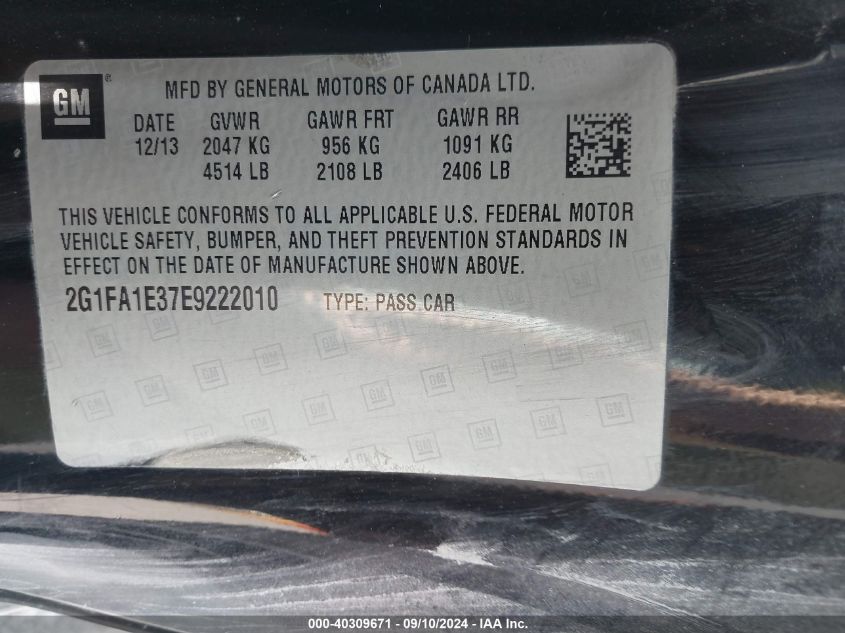 GM ®
MFD BY GENERAL MOTORS OF CANADA LTD.
DATE GVWR GAWR FRT GAWR RR
12/13 2047 KG 956 KG 1091 KG
4514 LB 2108 LB 2406 LB
THIS VEHICLE CONFORMS TO ALL APPLICABLE U.S. FEDERAL MOTOR
VEHICLE SAFETY, BUMPER, AND THEFT PREVENTION STANDARDS IN
EFFECT ON THE DATE OF MANUFACTURE SHOWN ABOVE.
2G1FA1E37E9222010 TYPE: PASS CAR
000-40309671 - 09/10/2024 - IAA Inc.